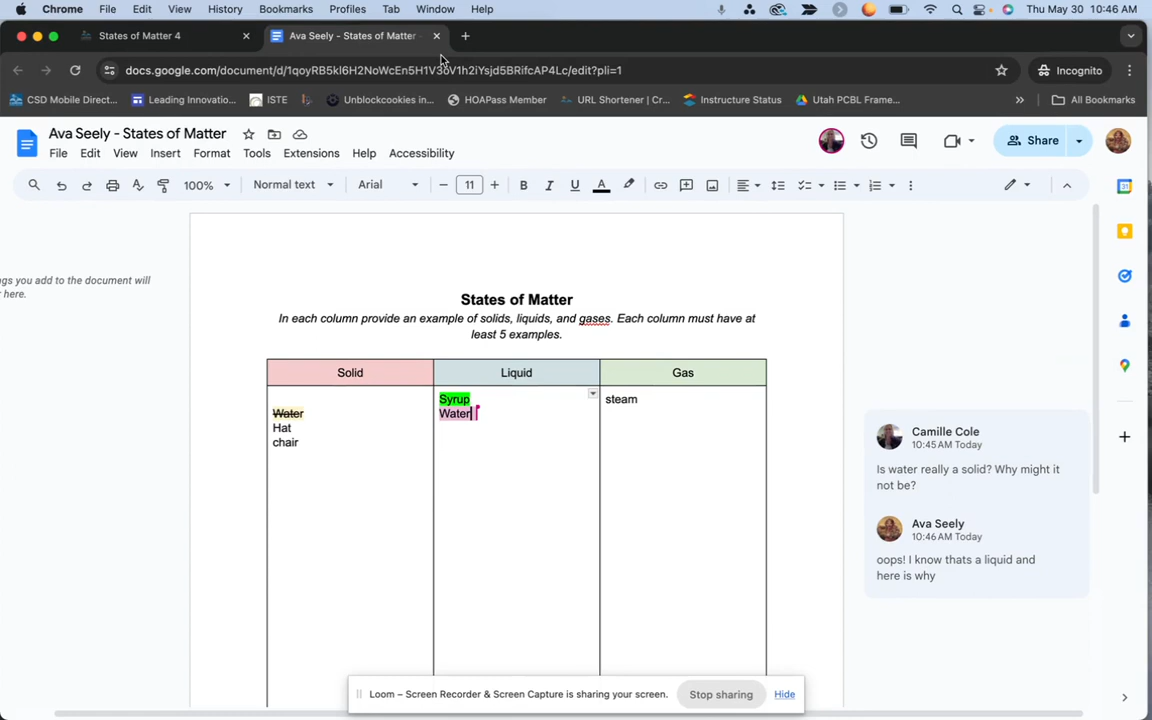 Chrome File Edit View History Bookmarks Profiles Tab Window Help Thu May 30 10:46 AM
States of Matter 4 Ava Seely - States of Matter
docs.google.com/document/d/1qoyRB5kl6H2NoWcEn5H1V36V1h2iYsjd5BRifcAP4Lc/edit?pli=1 Incognito
CSD Mobile Direct... Leading Innovatio... ISTE Unblockcookies in... HOAPass Member URL Shortener | Cr... Instructure Status Utah PCBL Frame... All Bookmarks
Ava Seely - States of Matter
File Edit View Insert Format Tools Extensions Help Accessibility
Share
100% Normal text Arial 11
ngs you add to the document will
here.
States of Matter
In each column provide an example of solids, liquids, and gases. Each column must have at
least 5 examples.
Solid Liquid Gas
Syrup steam
Water Water
Hat
chair
Camille Cole
10:45 AM Today
Is water really a solid? Why might it
not be?
Ava Seely
10:46 AM Today
oops! I know thats a liquid and
here is why
Loom – Screen Recorder & Screen Capture is sharing your screen. Stop sharing Hide